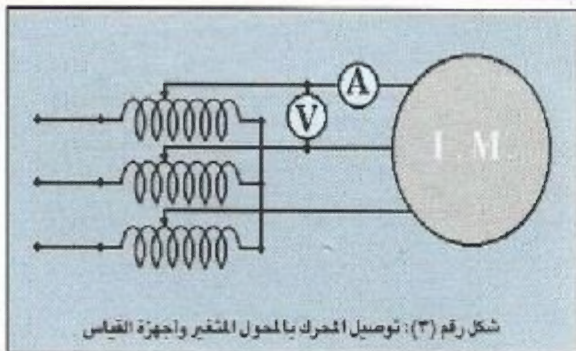 A
V
I.M.
شكل رقم (٣): توصيل المحرك بالمحول المتغير وأجهزة القياس